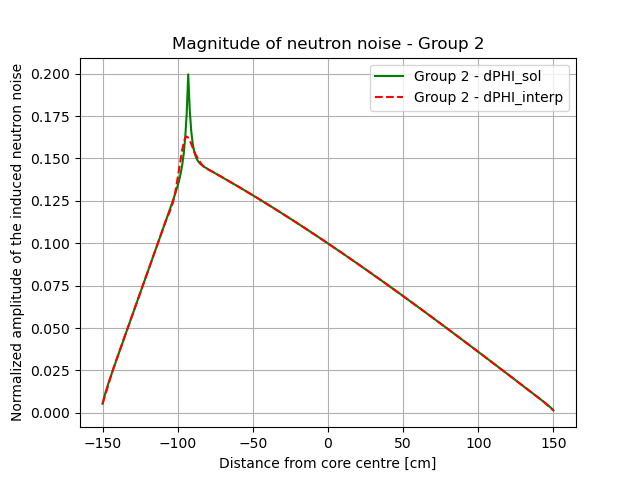 Magnitude of neutron noise - Group 2
Normalized amplitude of the induced neutron noise
0.200
0.175
0.150
0.125
0.100
0.075
0.050
0.025
0.000
Group 2 - dPHI_sol
Group 2 - dPHI_interp
−150 −100 −50 0 50 100 150
Distance from core centre [cm]